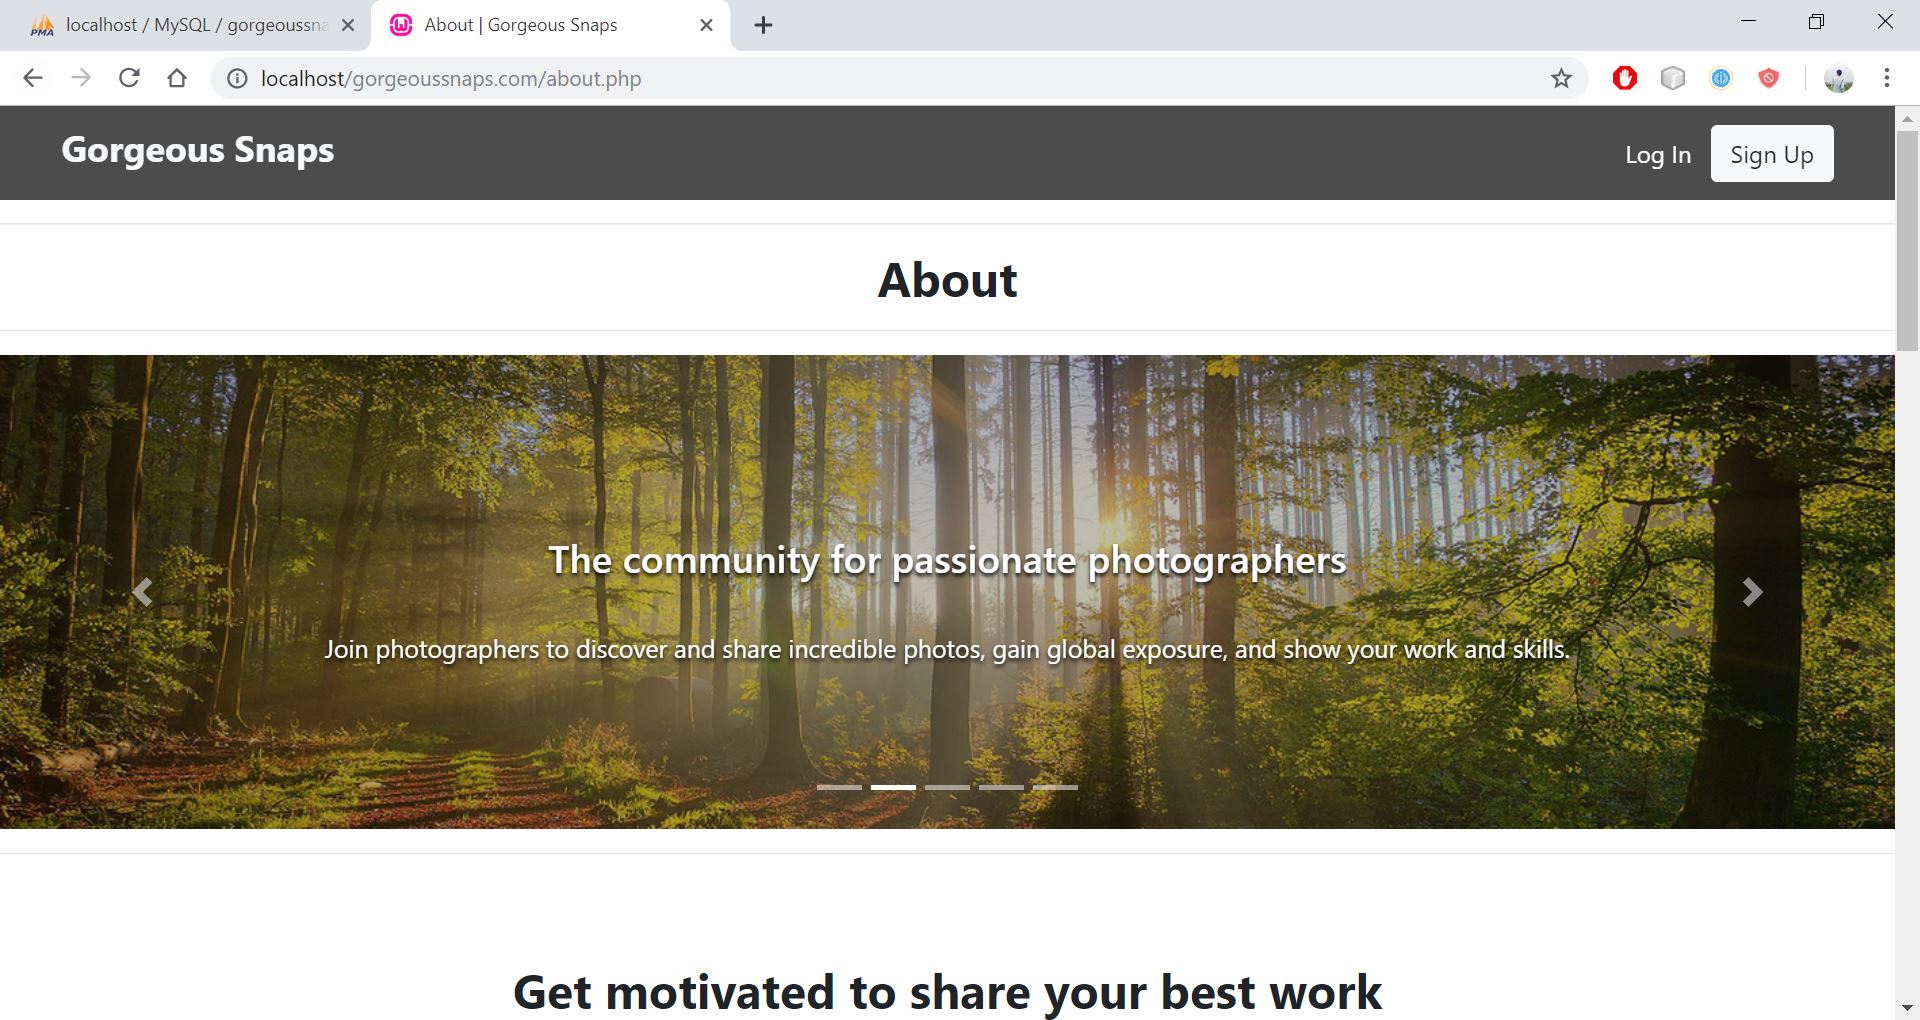 PMA localhost / MySQL / gorgeoussna
About | Gorgeous Snaps
localhost/gorgeoussnaps.com/about.php
Gorgeous Snaps
Log In
Sign Up
About
The community for passionate photographers
Join photographers to discover and share incredible photos, gain global exposure, and show your work and skills.
Get motivated to share your best work